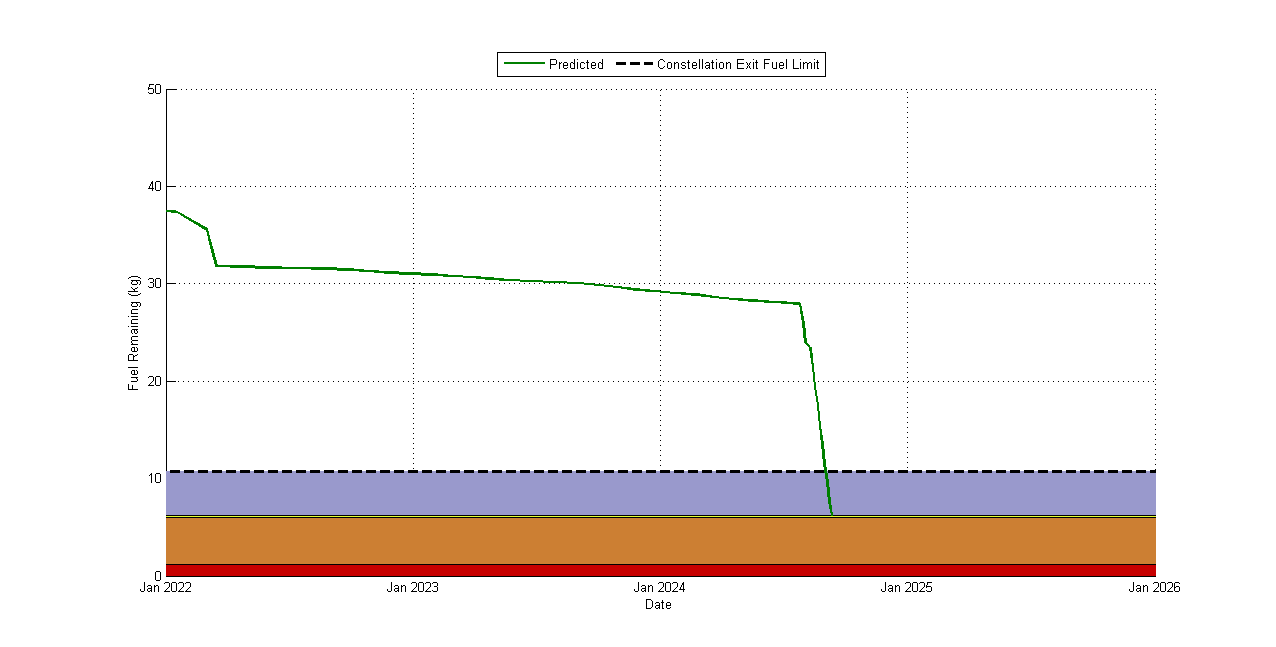 Predicted Constellation Exit Fuel Limit
50
40
30
20
10
0
Fuel Remaining (kg)
Jan 2022 Jan 2023 Jan 2024 Jan 2025 Jan 2026
Date